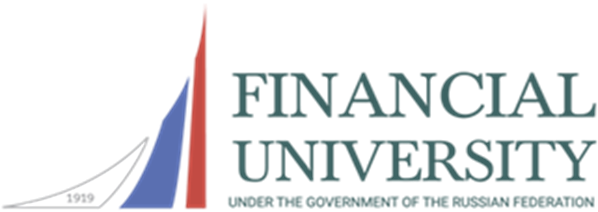 1919
FINANCIAL
UNIVERSITY
UNDER THE GOVERNMENT OF THE RUSSIAN FEDERATION